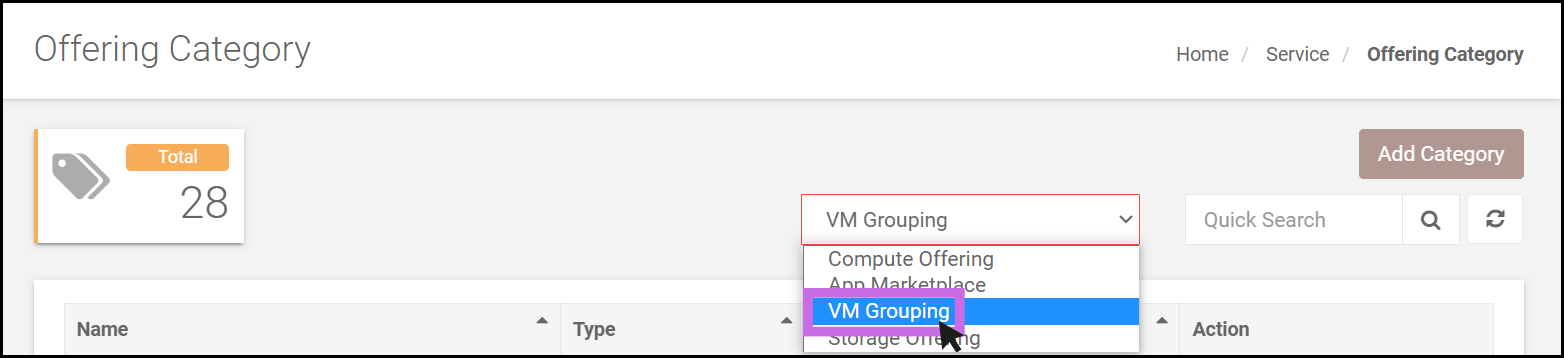 Offering Category
Home / Service / Offering Category
Total
28
Add Category
VM Grouping
Quick Search
Compute Offering
App Marketplace
VM Grouping
Storage Offering
Name Type Action